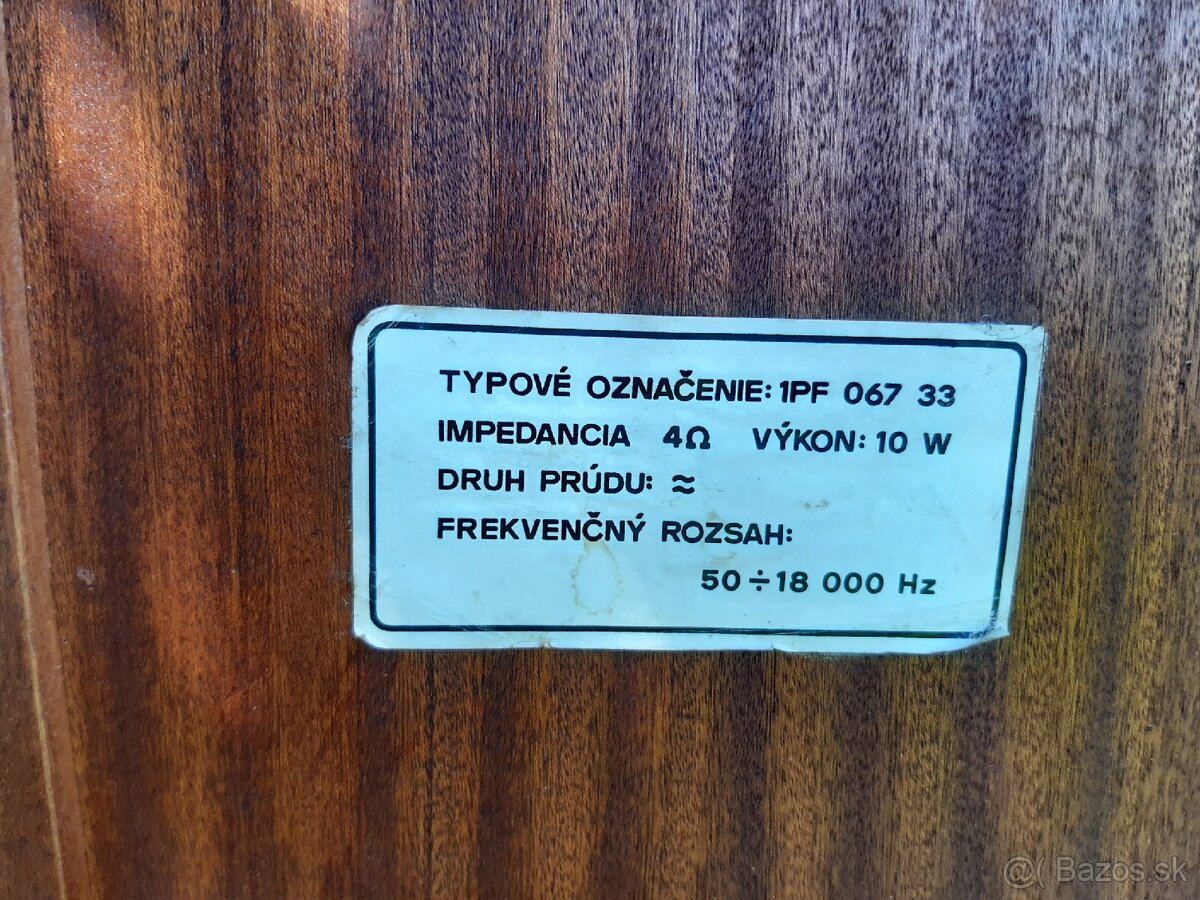 TYPOVÉ OZNAČENIE: 1PF 067 33
IMPEDANCIA 4Ω VÝKON: 10 W
DRUH PRÚDU: ≈
FREKVENČNÝ ROZSAH:
50÷18 000 Hz
@( Bazos.sk